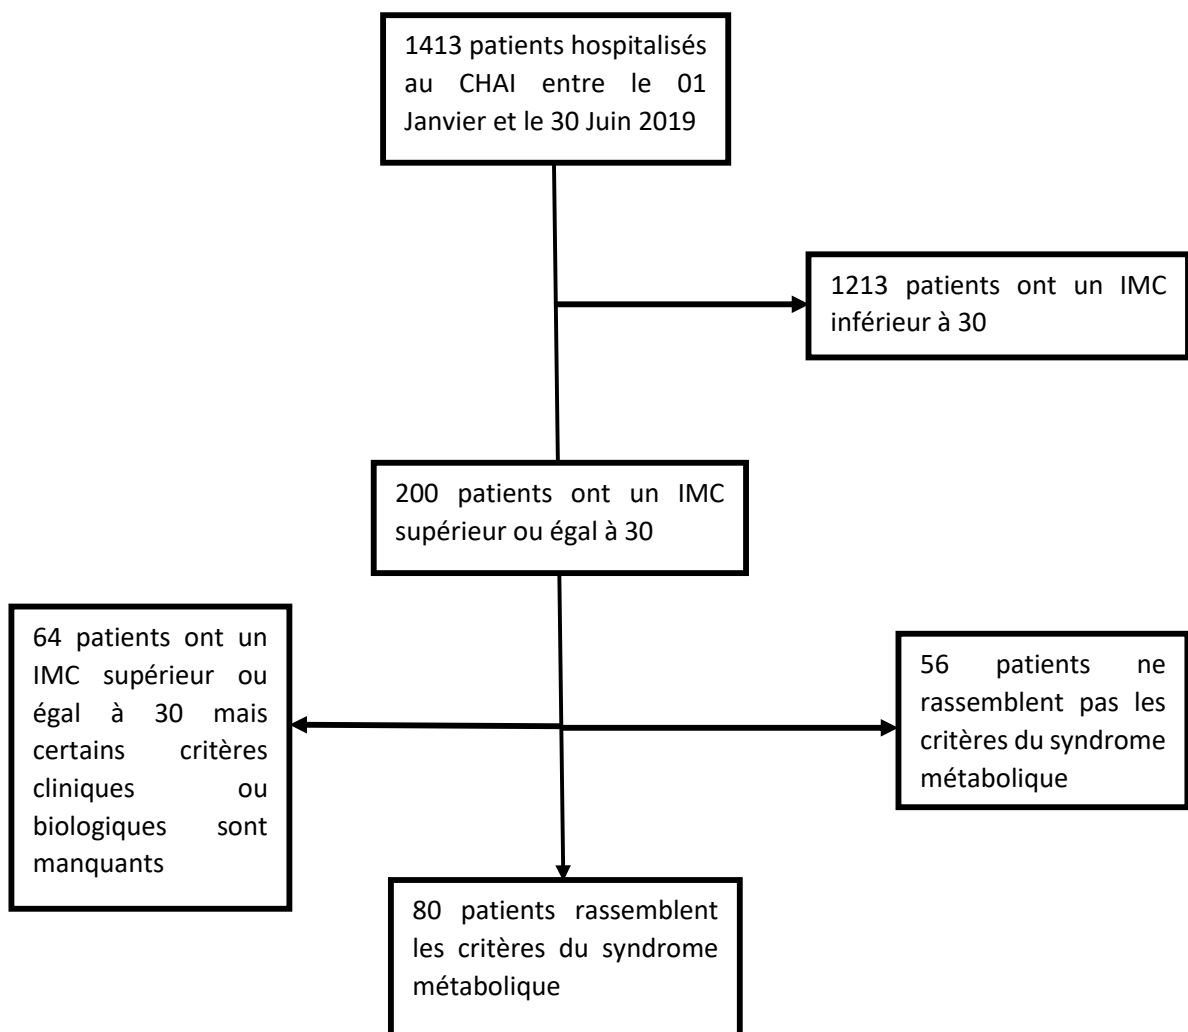 1413 patients hospitalisés
au CHAI entre le 01
Janvier et le 30 Juin 2019
1213 patients ont un IMC
inférieur à 30
200 patients ont un IMC
supérieur ou égal à 30
64 patients ont un
IMC supérieur ou
égal à 30 mais
certains critères
cliniques ou
biologiques sont
manquants
56 patients ne
rassemblent pas les
critères du syndrome
métabolique
80 patients rassemblent
les critères du syndrome
métabolique